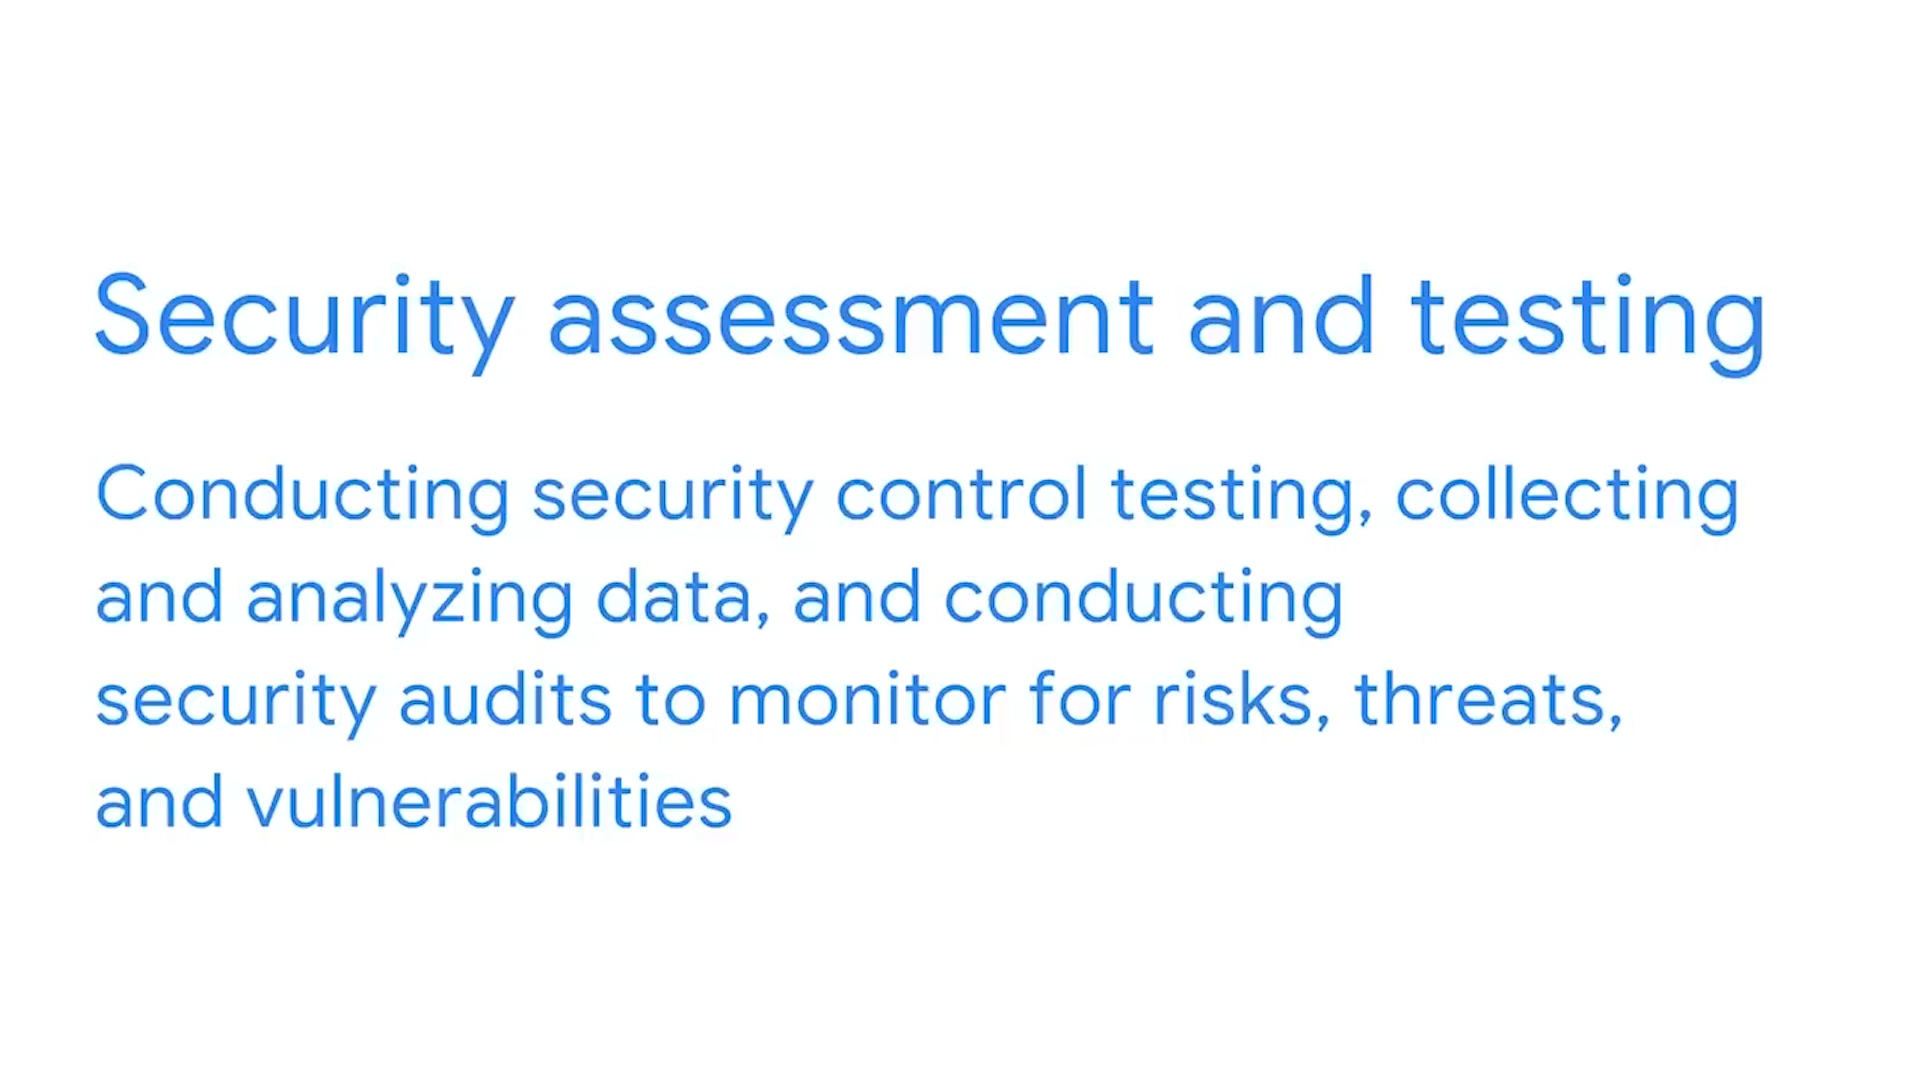 Security assessment and testing
Conducting security control testing, collecting
and analyzing data, and conducting
security audits to monitor for risks, threats,
and vulnerabilities